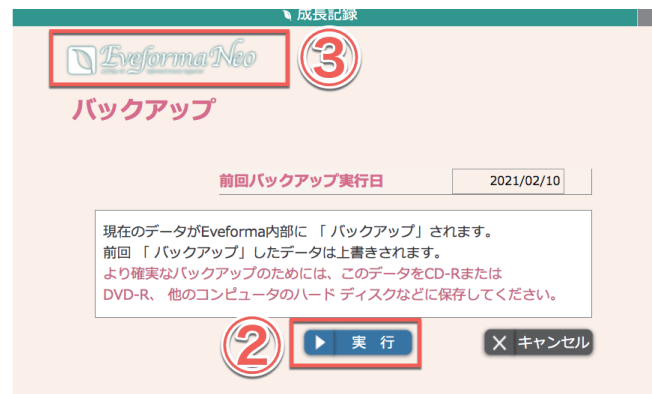 成長記録
Eveforma Neo
③
バックアップ
前回バックアップ実行日 2021/02/10
現在のデータがEveforma内部に 「 バックアップ」されます。
前回 「 バックアップ」したデータは上書きされます。
より確実なバックアップのためには、このデータをCD-Rまたは
DVD-R、 他のコンピュータのハード ディスクなどに保存してください。
② 実 行 キャンセル